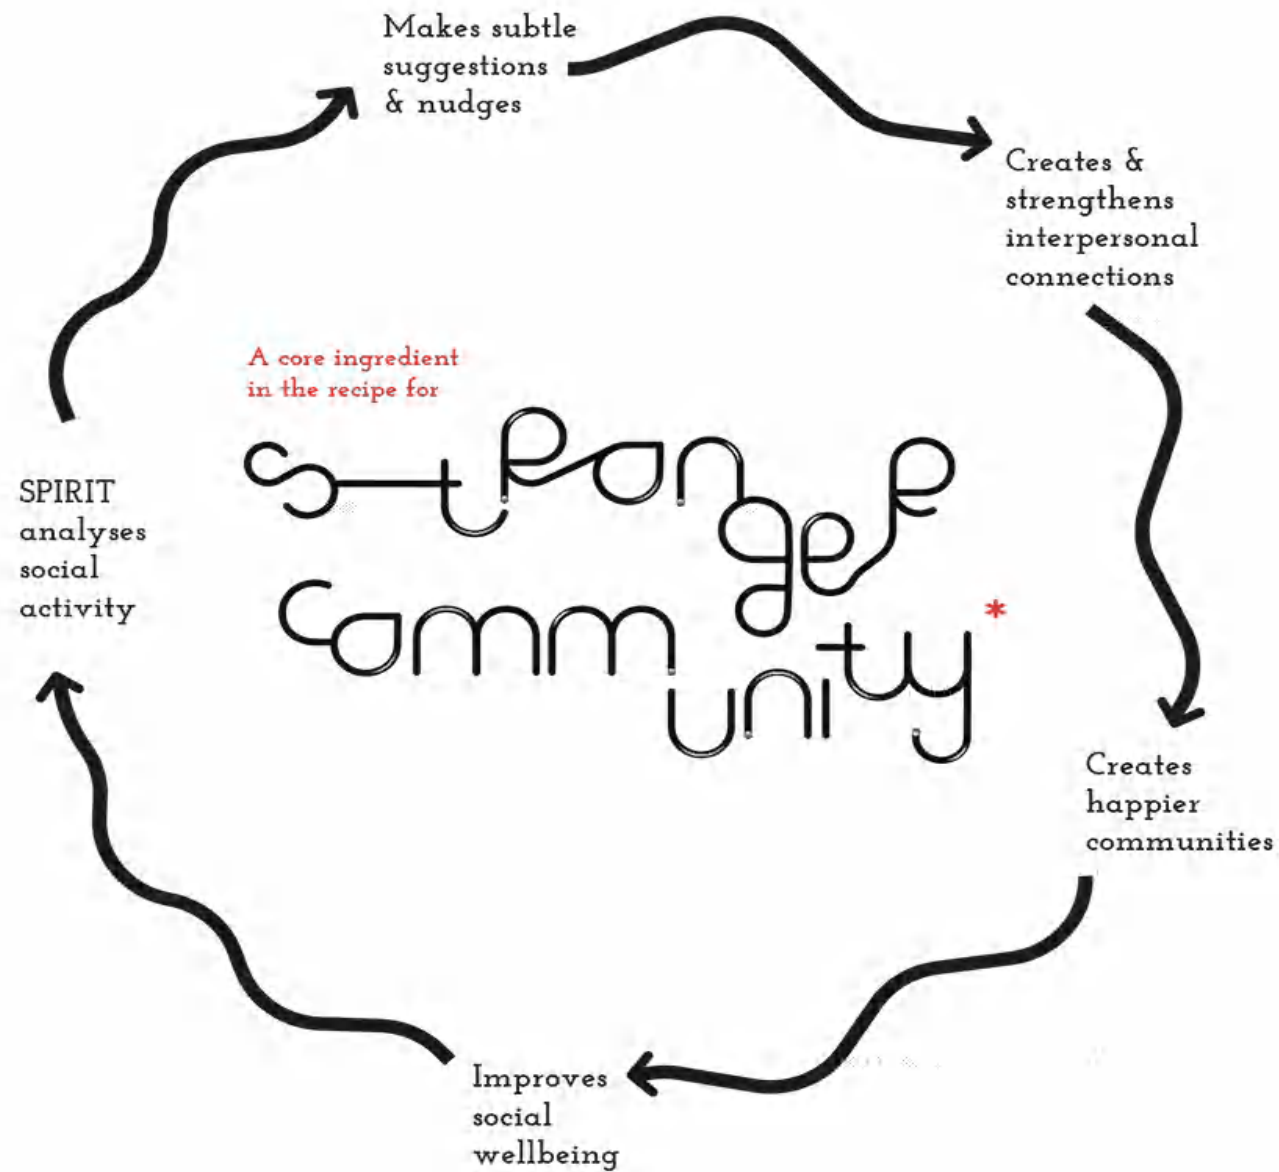 Makes subtle
suggestions
& nudges
Creates &
strengthens
interpersonal
connections
A core ingredient
in the recipe for
stRangeR
community*
SPIRIT
analyses
social
activity
Creates
happier
communities
Improves
social
wellbeing